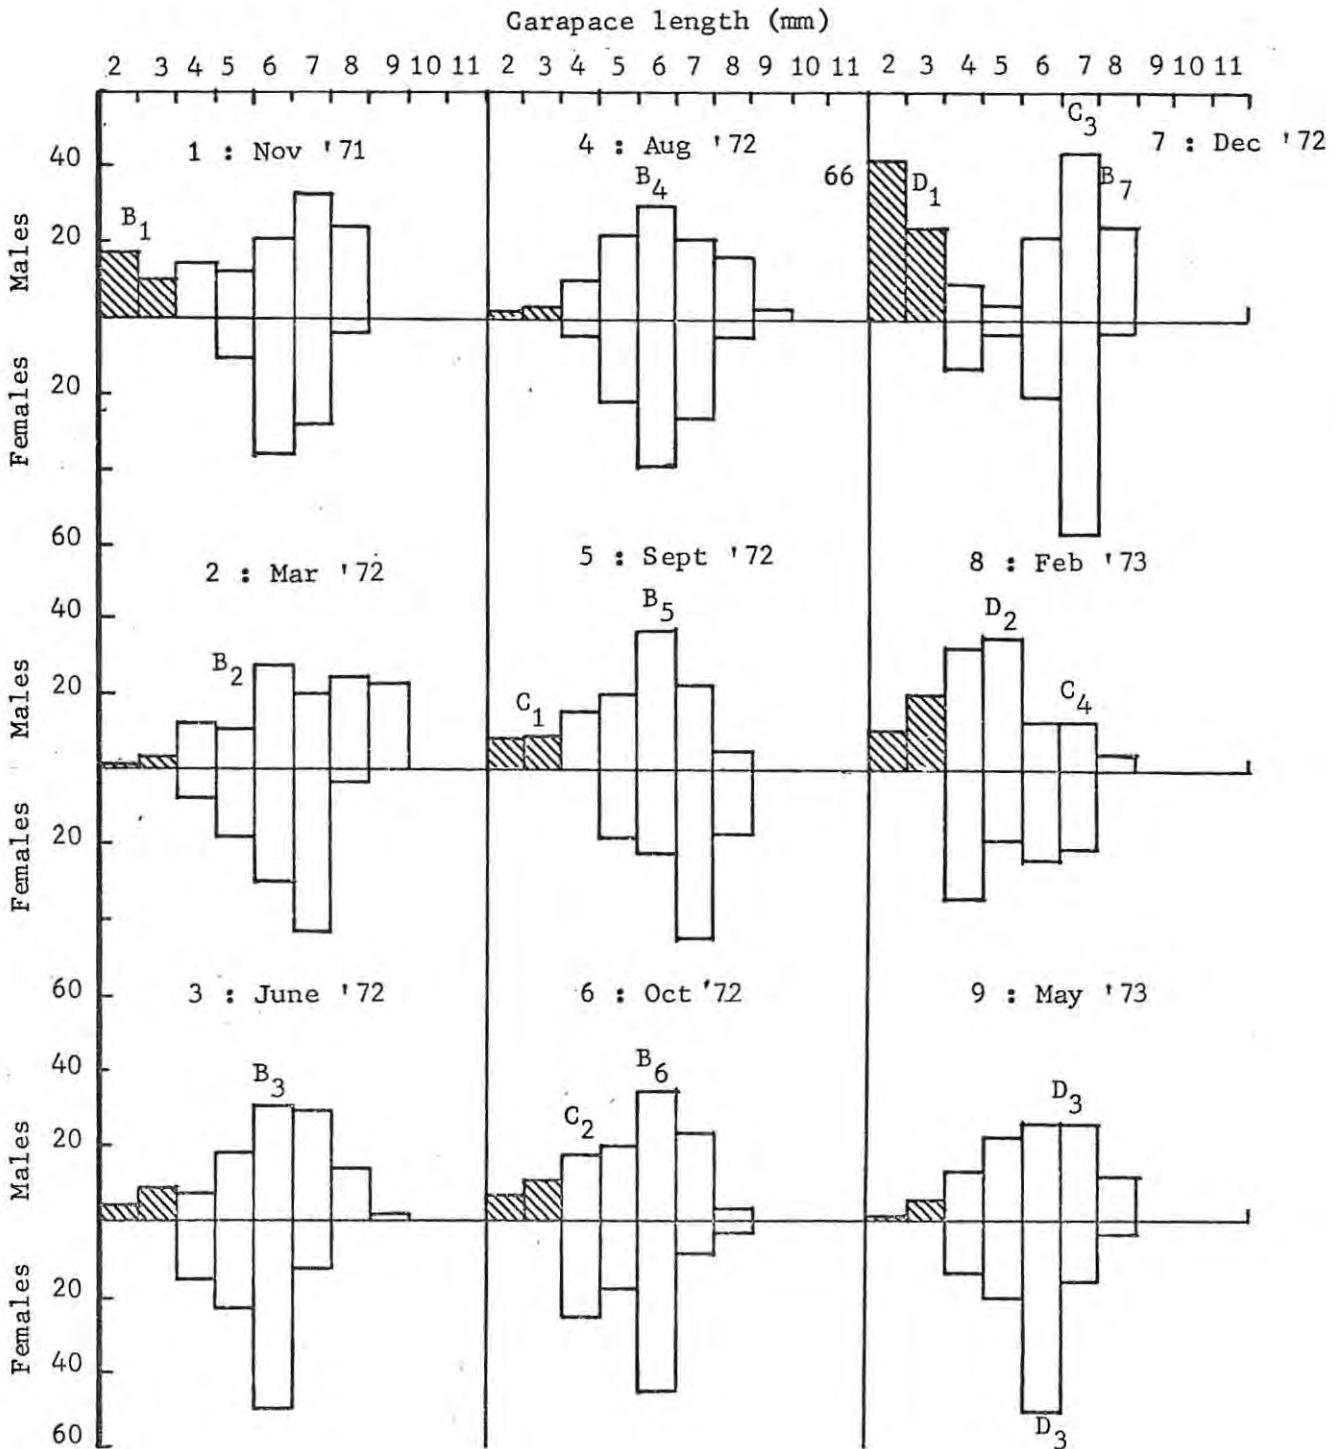 Carapace length (mm)
2 3 4 5 6 7 8 9 10 11 2 3 4 5 6 7 8 9 10 11 2 3 4 5 6 7 8 9 10 11
1 : Nov '71
4 : Aug '72
7 : Dec '72
B1
B4
66
D1
C3
B7
40
20
Males
Females
20
60
2 : Mar '72
5 : Sept '72
8 : Feb '73
B2
C1
B5
D2
C4
40
20
Males
Females
20
60
3 : June '72
6 : Oct '72
9 : May '73
B3
C2
B6
D3
D3
40
20
Males
Females
20
40
60